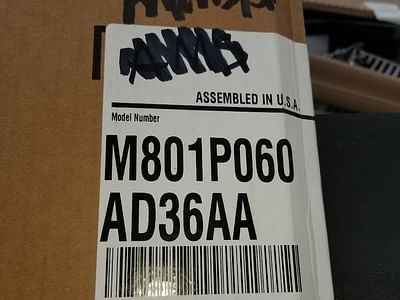 ASSEMBLED IN U.S.A.
Model Number
M801P060
AD36AA